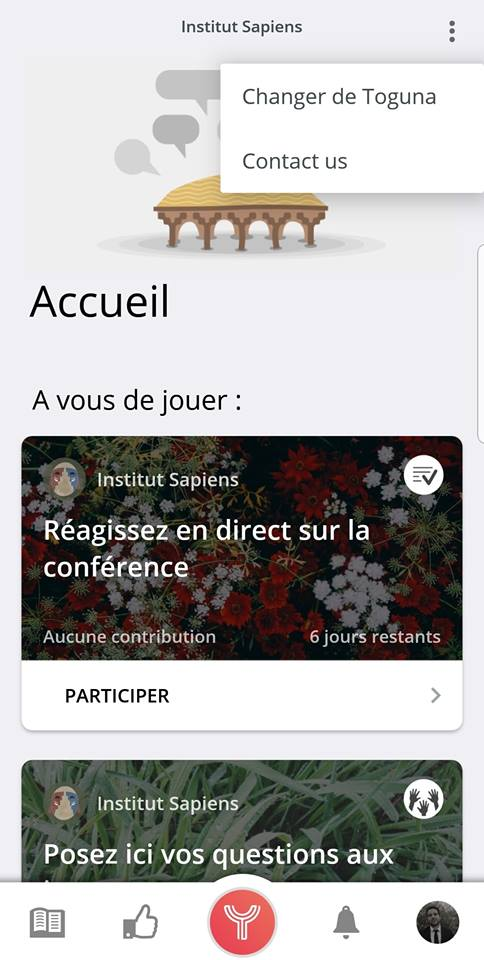 Institut Sapiens
Changer de Toguna
Contact us
Accueil
A vous de jouer :
Institut Sapiens
Réagissez en direct sur la
conférence
Aucune contribution
6 jours restants
PARTICIPER
Institut Sapiens
Posez ici vos questions aux